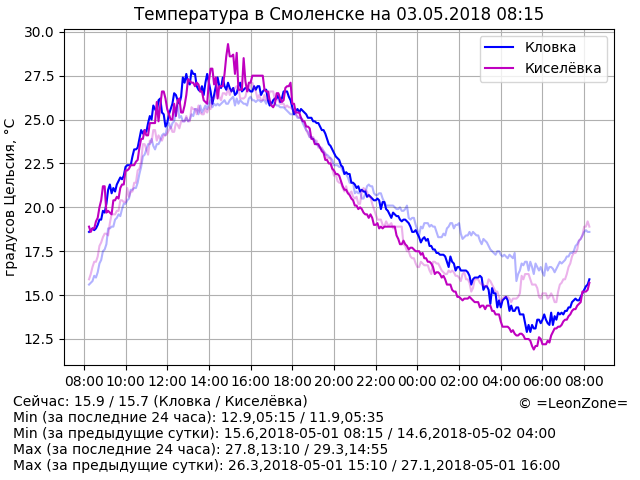 Температура в Смоленске на 03.05.2018 08:15
Кловка
Киселёвка
градусов Цельсия, °C
30.0
27.5
25.0
22.5
20.0
17.5
15.0
12.5
08:00 10:00 12:00 14:00 16:00 18:00 20:00 22:00 00:00 02:00 04:00 06:00 08:00
Сейчас: 15.9 / 15.7 (Кловка / Киселёвка)
© =LeonZone=
Min (за последние 24 часа): 12.9,05:15 / 11.9,05:35
Min (за предыдущие сутки): 15.6,2018-05-01 08:15 / 14.6,2018-05-02 04:00
Max (за последние 24 часа): 27.8,13:10 / 29.3,14:55
Max (за предыдущие сутки): 26.3,2018-05-01 15:10 / 27.1,2018-05-01 16:00